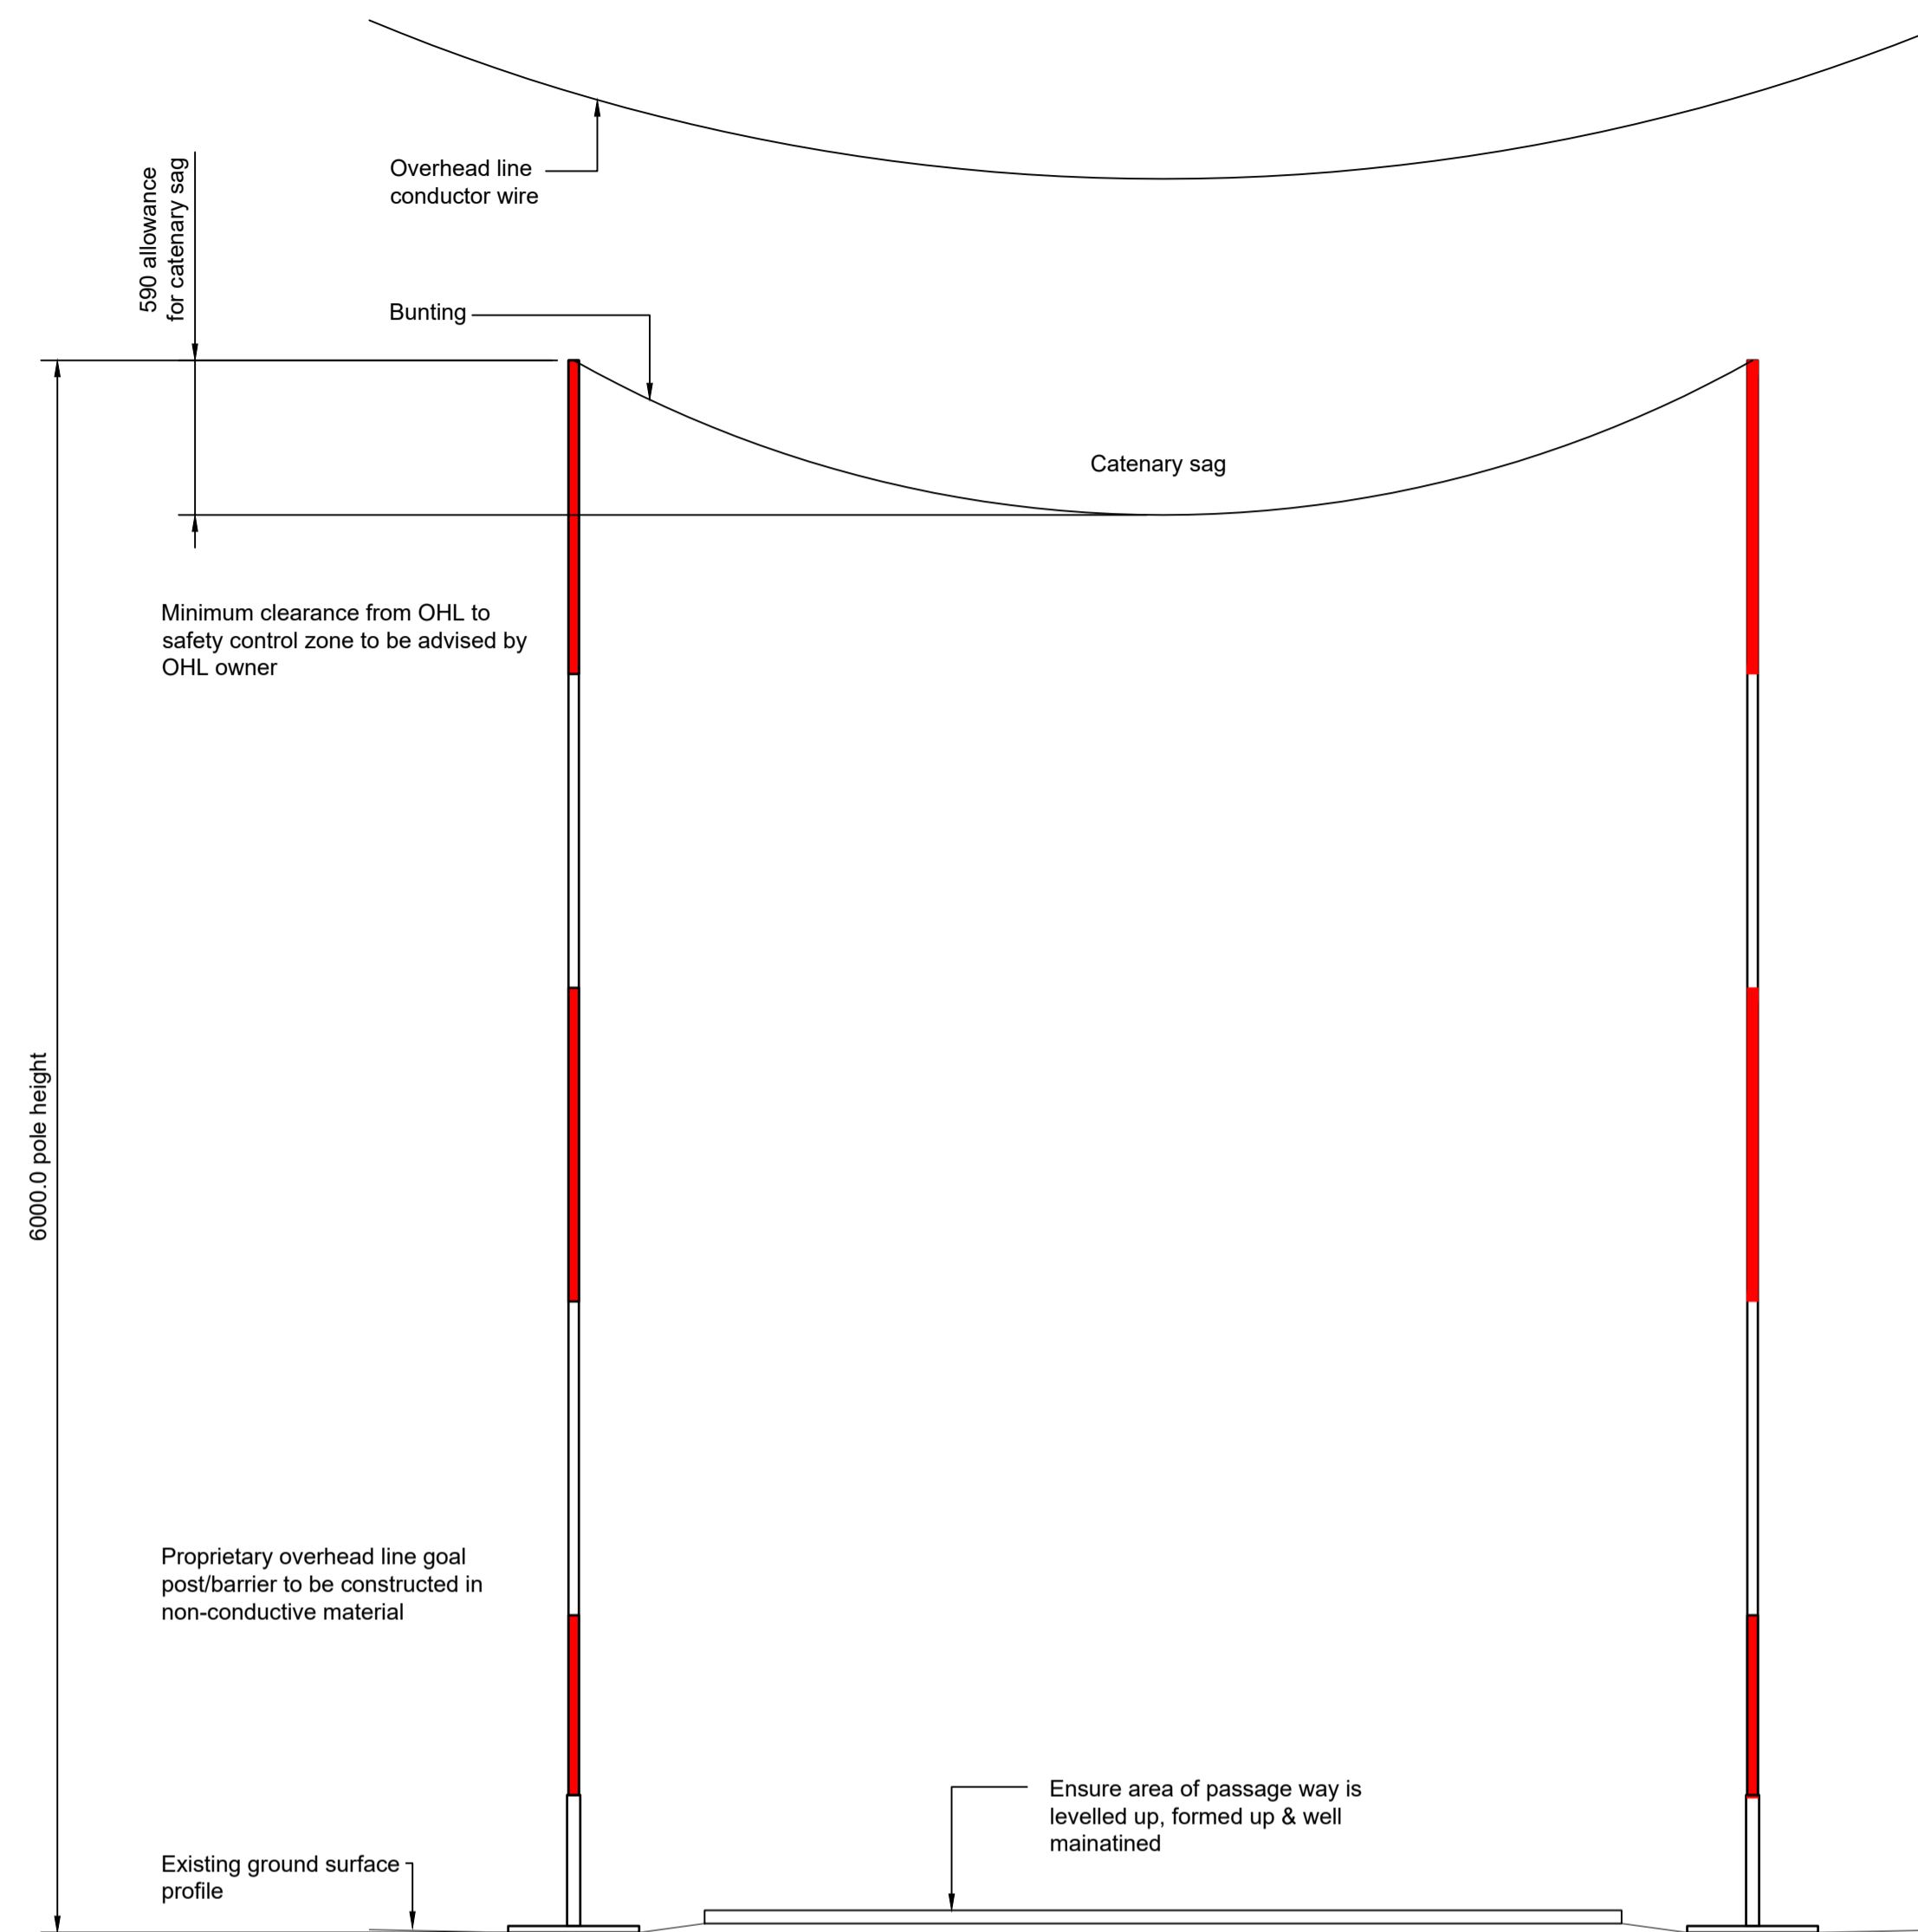 Overhead line
conductor wire
590 allowance
for catenary sag
Bunting
Catenary sag
Minimum clearance from OHL to
safety control zone to be advised by
OHL owner
6000.0 pole height
Proprietary overhead line goal
post/barrier to be constructed in
non-conductive material
Ensure area of passage way is
levelled up, formed up & well
mainatined
Existing ground surface
profile